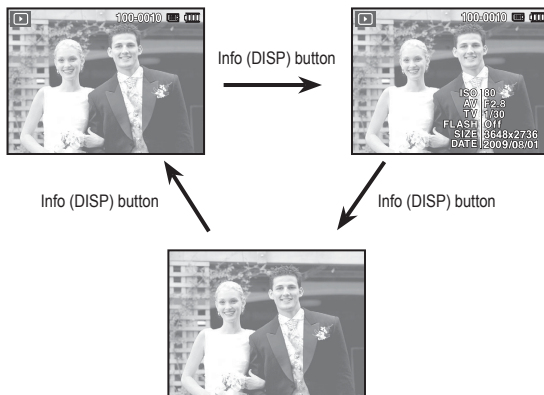 100-0010
Info (DISP) button
100-0010
ISO 80
AV F2.8
TV 1/30
FLASH Off
SIZE 3648x2736
DATE 2009/08/01
Info (DISP) button
Info (DISP) button